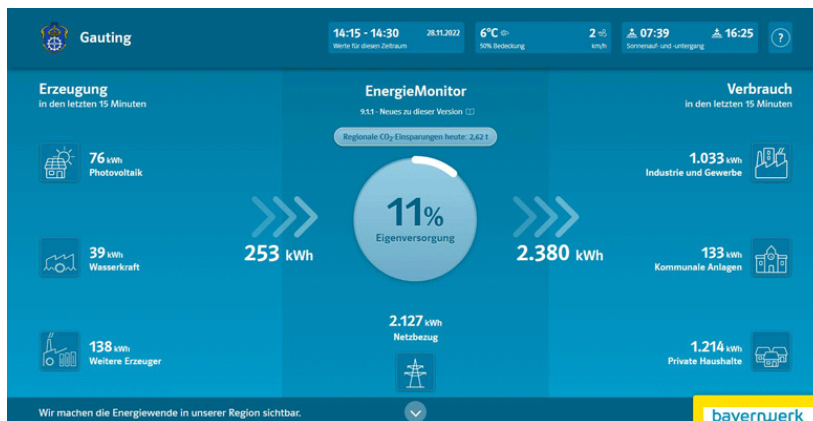 Gauting
14:15 - 14:30 28.11.2022
Werte für diesen Zeitraum
6°C
50% Bedeckung
2
km/h
07:39 16:25
Sonnenauf- und -untergang
?
Erzeugung
in den letzten 15 Minuten
76 kWh
Photovoltaik
39 kWh
Wasserkraft
138 kWh
Weitere Erzeuger
253 kWh
EnergieMonitor
9.1.1 - Neues zu dieser Version
Regionale CO₂-Einsparungen heute: 2,62 t
11%
Eigenversorgung
2.127 kWh
Netzbezug
2.380 kWh
Verbrauch
in den letzten 15 Minuten
1.033 kWh
Industrie und Gewerbe
133 kWh
Kommunale Anlagen
1.214 kWh
Private Haushalte
Wir machen die Energiewende in unserer Region sichtbar.
bayernwerk